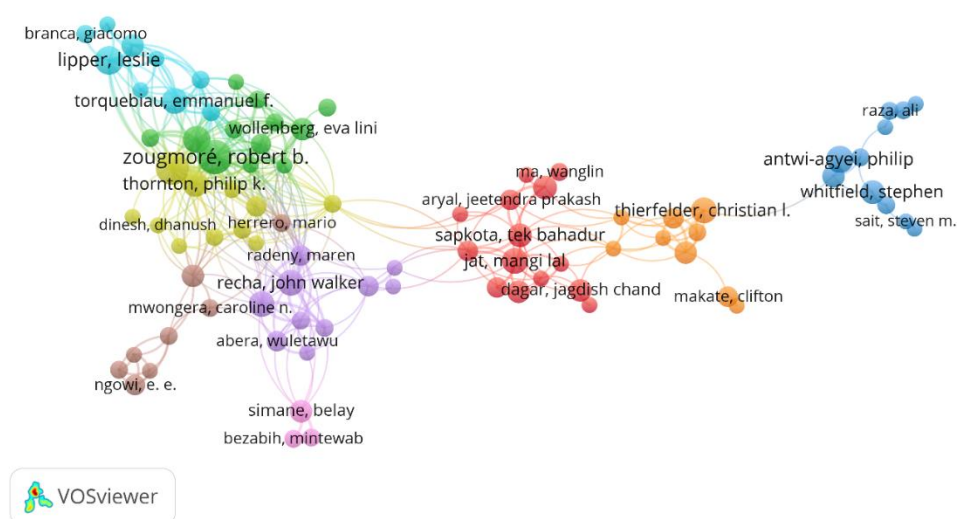 branca, giacomo
lipper, leslie
torquebiau, emmanuel f.
wollenberg, eva lini
zougmoré, robert b.
thornton, philip k.
dinesh, dhanush
herrero, mario
radeny, maren
recha, john walker
mwongera, caroline n.
abera, wuletawu
ngowi, e. e.
simane, belay
bezabih, mintewab
ma, wanglin
aryal, jeetendra prakash
sapkota, tek bahadur
jat, mangi lal
dagar, jagdish chand
thierfelder, christian l.
makate, clifton
raza, ali
antwi-agyei, philip
whitfield, stephen
sait, steven m.
VOSviewer